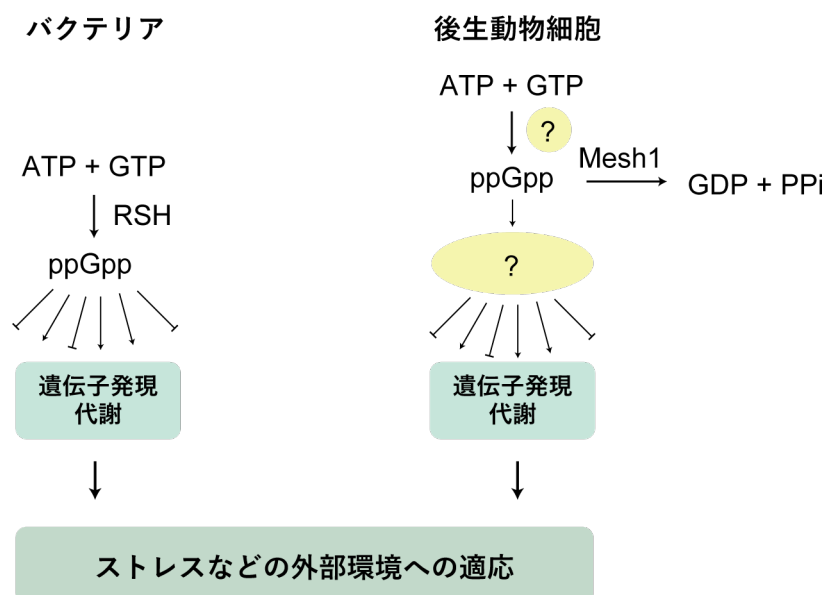 バクテリア
ATP + GTP
RSH
ppGpp
遺伝子発現
代謝
後生動物細胞
ATP + GTP
?
Mesh1
ppGpp
GDP + PPi
?
遺伝子発現
代謝
ストレスなどの外部環境への適応